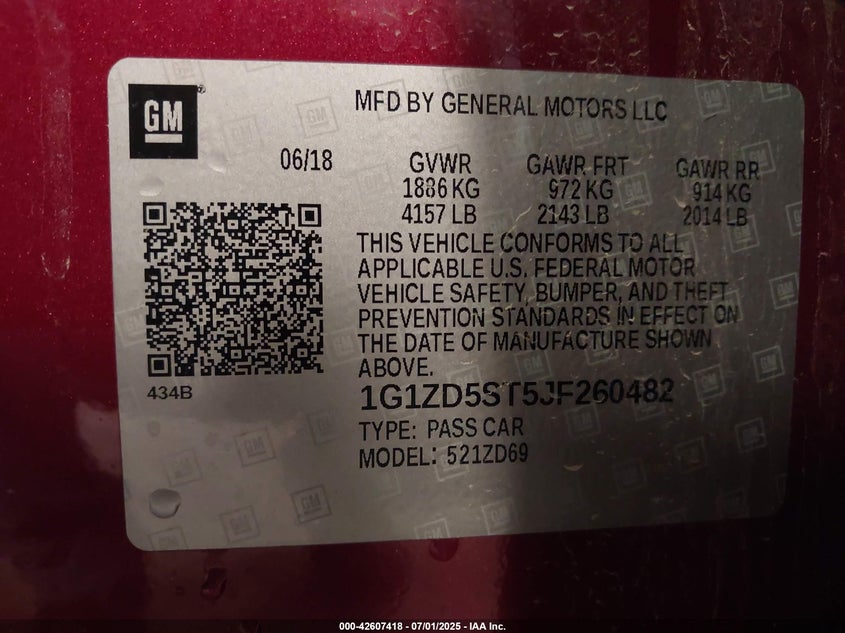 GM
MFD BY GENERAL MOTORS LLC
06/18 GVWR GAWR FRT GAWR RR
1886 KG 972 KG 914 KG
4157 LB 2143 LB 2014 LB
THIS VEHICLE CONFORMS TO ALL
APPLICABLE U.S. FEDERAL MOTOR
VEHICLE SAFETY, BUMPER, AND THEFT
PREVENTION STANDARDS IN EFFECT ON
THE DATE OF MANUFACTURE SHOWN
ABOVE.
434B
1G1ZD5ST5JF260482
TYPE: PASS CAR
MODEL: 521ZD69
000-42607418 - 07/01/2025 - IAA Inc.